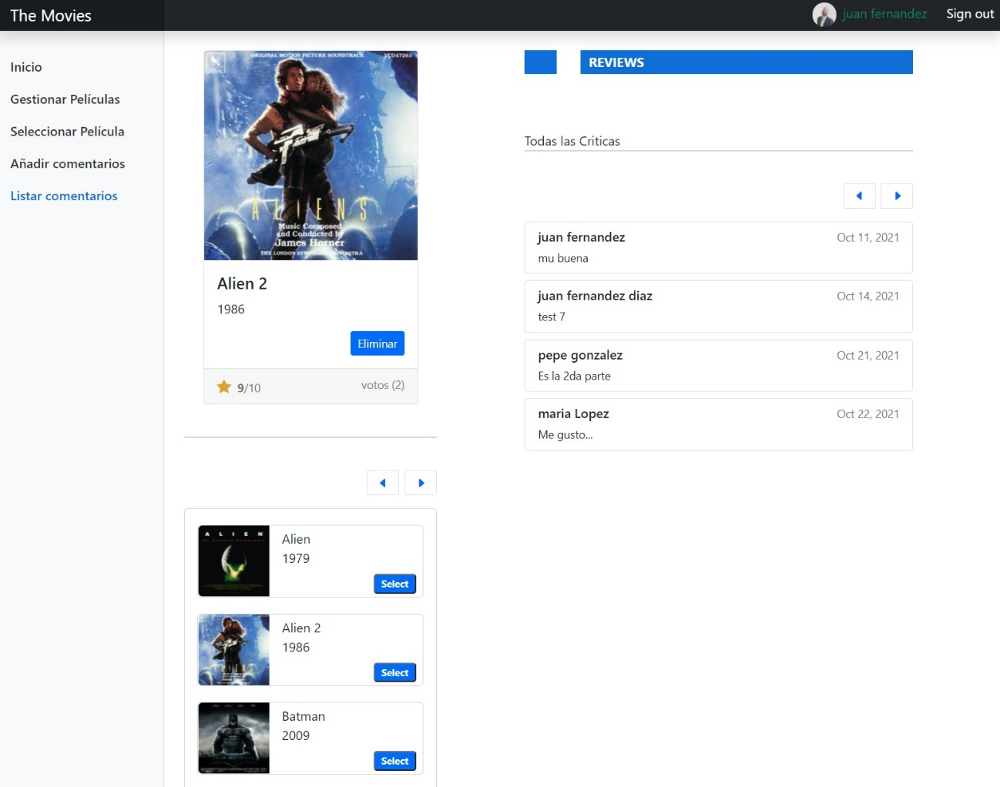 The Movies
juan fernandez
Sign out
Inicio
Gestionar Películas
Seleccionar Película
Añadir comentarios
Listar comentarios
ORIGINAL MOTION PICTURE SOUNDTRACK
VCD47263
ALIENS
Music Composed
and Conducted by
James Horner
THE LONDON SYMPHONY ORCHESTRA
Alien 2
1986
Eliminar
9/10
votos (2)
Alien
1979
Select
ALIEN
Alien 2
1986
Select
ALIENS
Batman
2009
Select
REVIEWS
Todas las Criticas
juan fernandez
Oct 11, 2021
mu buena
juan fernandez diaz
Oct 14, 2021
test 7
pepe gonzalez
Oct 21, 2021
Es la 2da parte
maria Lopez
Oct 22, 2021
Me gusto...